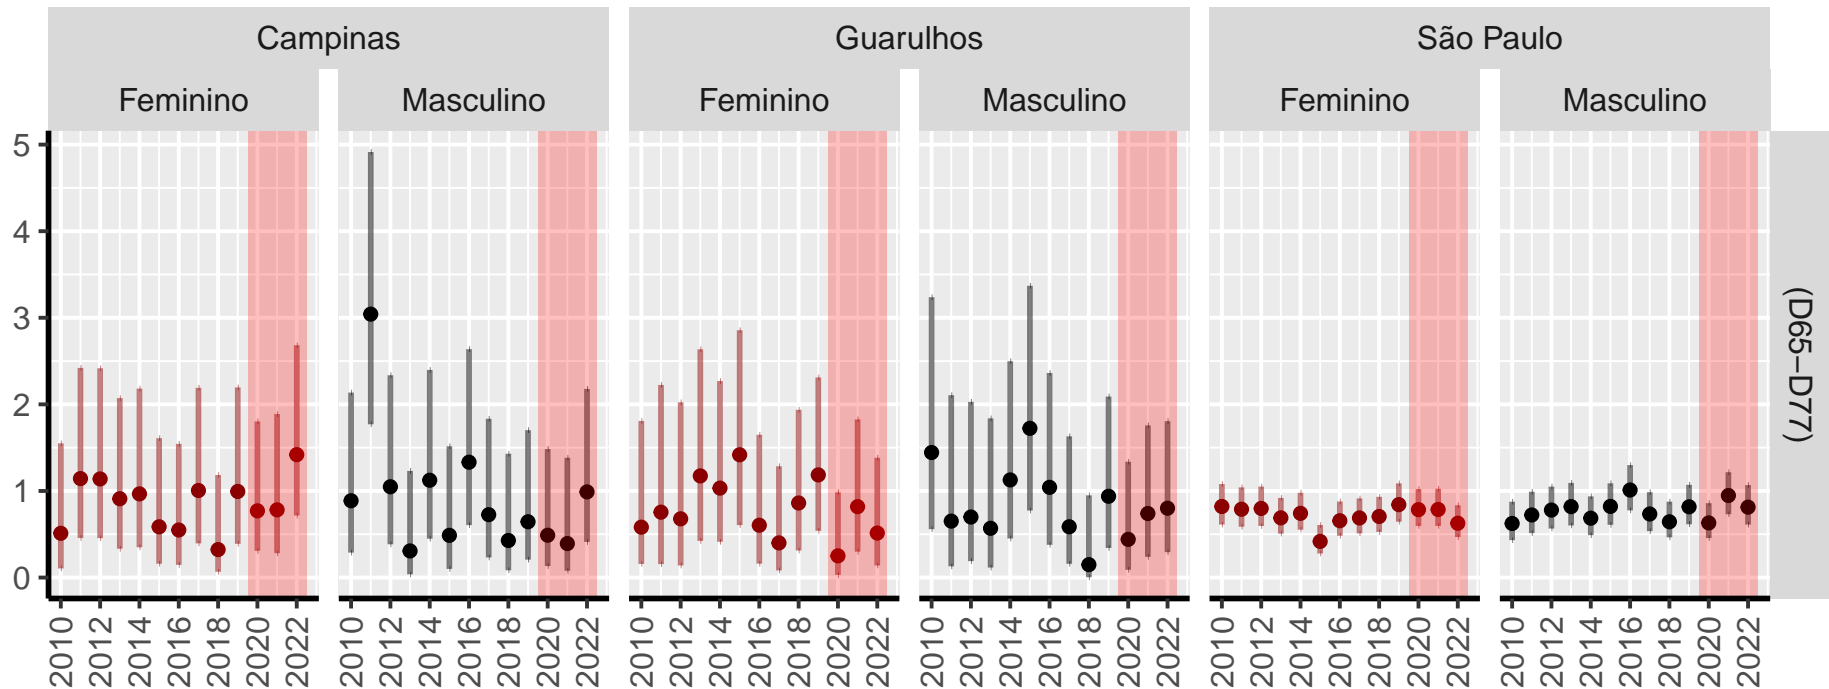 Campinas Guarulhos São Paulo
Feminino Masculino Feminino Masculino Feminino Masculino
5
4
3
2
1
0
(D65–D77)
2010 2012 2014 2016 2018 2020 2022 2010 2012 2014 2016 2018 2020 2022 2010 2012 2014 2016 2018 2020 2022 2010 2012 2014 2016 2018 2020 2022 2010 2012 2014 2016 2018 2020 2022 2010 2012 2014 2016 2018 2020 2022